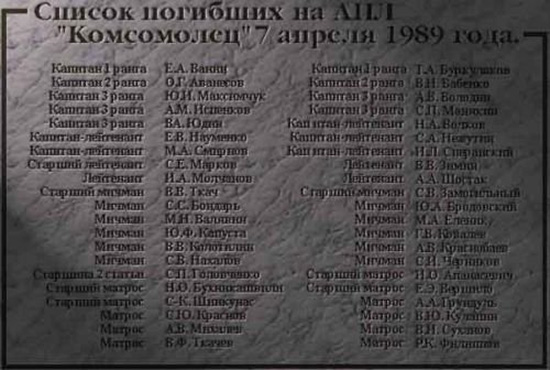 Список погибших на АПЛ
"Комсомолец" 7 апреля 1989 года.
Капитан 1 ранга Е.А. Ванин
Капитан 2 ранга О.Г. Аванесов
Капитан 3 ранга Ю.И. Максимчук
Капитан 3 ранга А.М. Испенков
Капитан 3 ранга В.А. Юдин
Капитан-лейтенант Е.В. Науменко
Капитан-лейтенант М.А. Смирнов
Старший лейтенант С.Е. Марков
Лейтенант И.А. Молчанов
Старший мичман В.В. Ткач
Мичман С.С. Бондарь
Мичман М.Н. Валявин
Мичман Ю.Ф. Капуста
Мичман В.В. Колотилин
Мичман С.В. Нахалов
Старшина 2 статьи С.П. Головченко
Старший матрос Н.О. Бухникашвили
Старший матрос С-К. Шинкунас
Матрос С.Ю. Краснов
Матрос А.В. Михалев
Матрос В.Ф. Ткачев
Капитан 1 ранга Т.А. Буркулаков
Капитан 2 ранга В.И. Бабенко
Капитан 3 ранга А.В. Володин
Капитан 3 ранга С.П. Манякин
Капитан-лейтенант Н.А. Волков
Капитан-лейтенант С.А. Нежутин
Капитан-лейтенант И.Л. Сперанский
Лейтенант В.В. Зимин
Лейтенант А.А. Шостак
Старший мичман С.В. Замогильный
Мичман Ю.А. Бродовский
Мичман М.А. Еленик
Мичман Г.В. Ковалев
Мичман А.В. Краснобаев
Мичман С.И. Черников
Старший матрос И.О. Апанасевич
Старший матрос Е.Э. Вершило
Матрос А.А. Грундуль
Матрос В.Ю. Кулапин
Матрос В.И. Суханов
Матрос Р.К. Филиппов